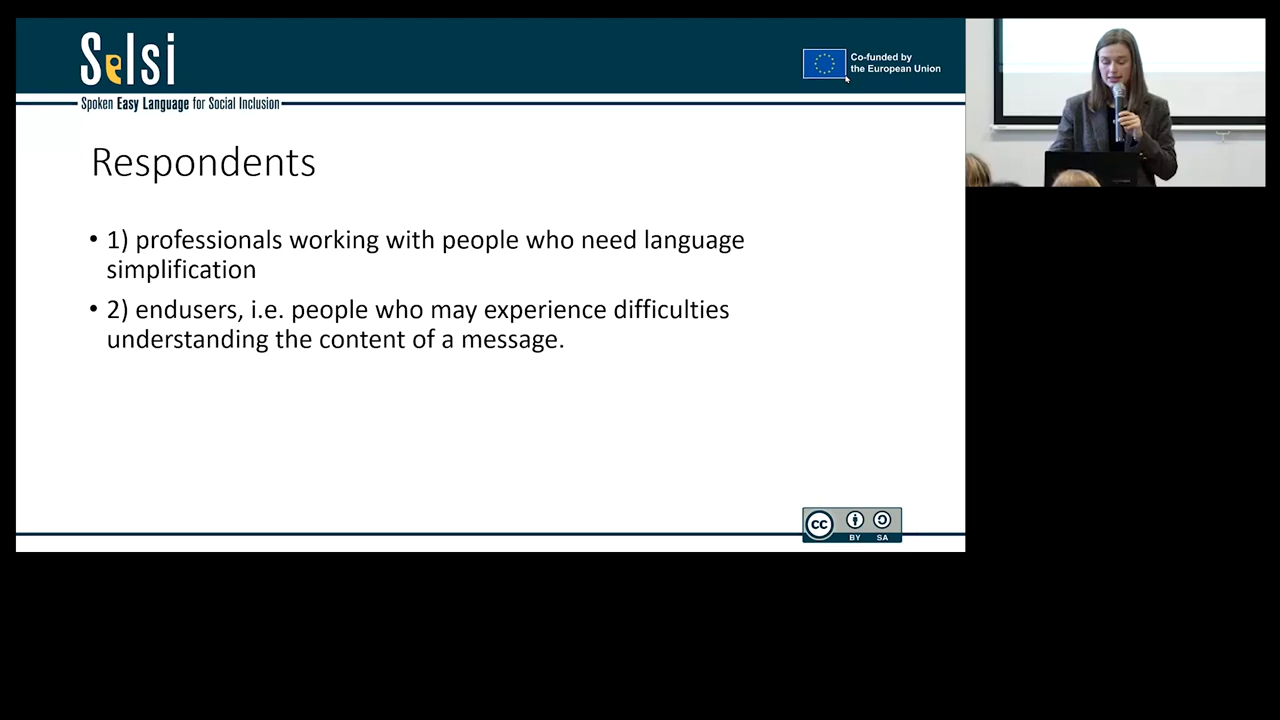 Selsi
Spoken Easy Language for Social Inclusion
Co-funded by
the European Union
Respondents
• 1) professionals working with people who need language
simplification
• 2) endusers, i.e. people who may experience difficulties
understanding the content of a message.
cc
BY SA